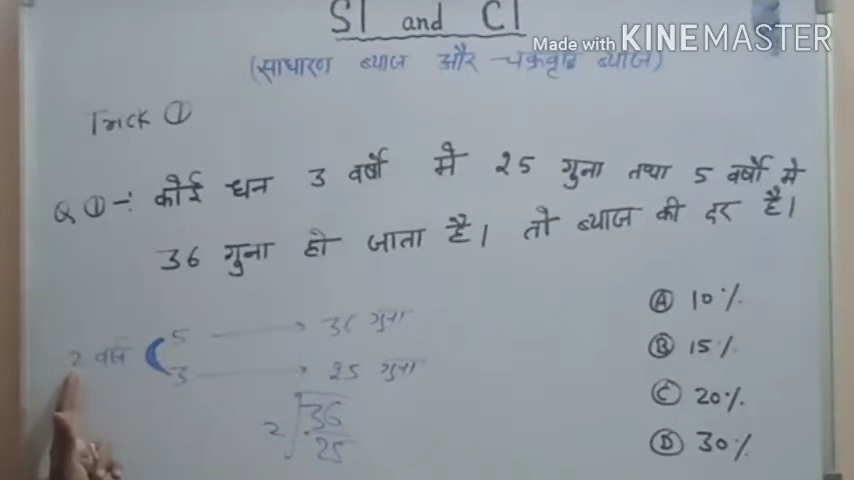 SI and CI
Made with KINEMASTER
(साधारण ब्याज और चक्रवृद्धि ब्याज)
Trick ①
Q ① -: कोई धन 3 वर्षो मे 25 गुना तथा 5 वर्षो मे
36 गुना हो जाता है। तो ब्याज की दर है।
Ⓐ 10%
Ⓑ 15%
Ⓒ 20%
Ⓓ 30%
5 → 36 गुना
2 वर्ष
3 → 25 गुना
2√36/25